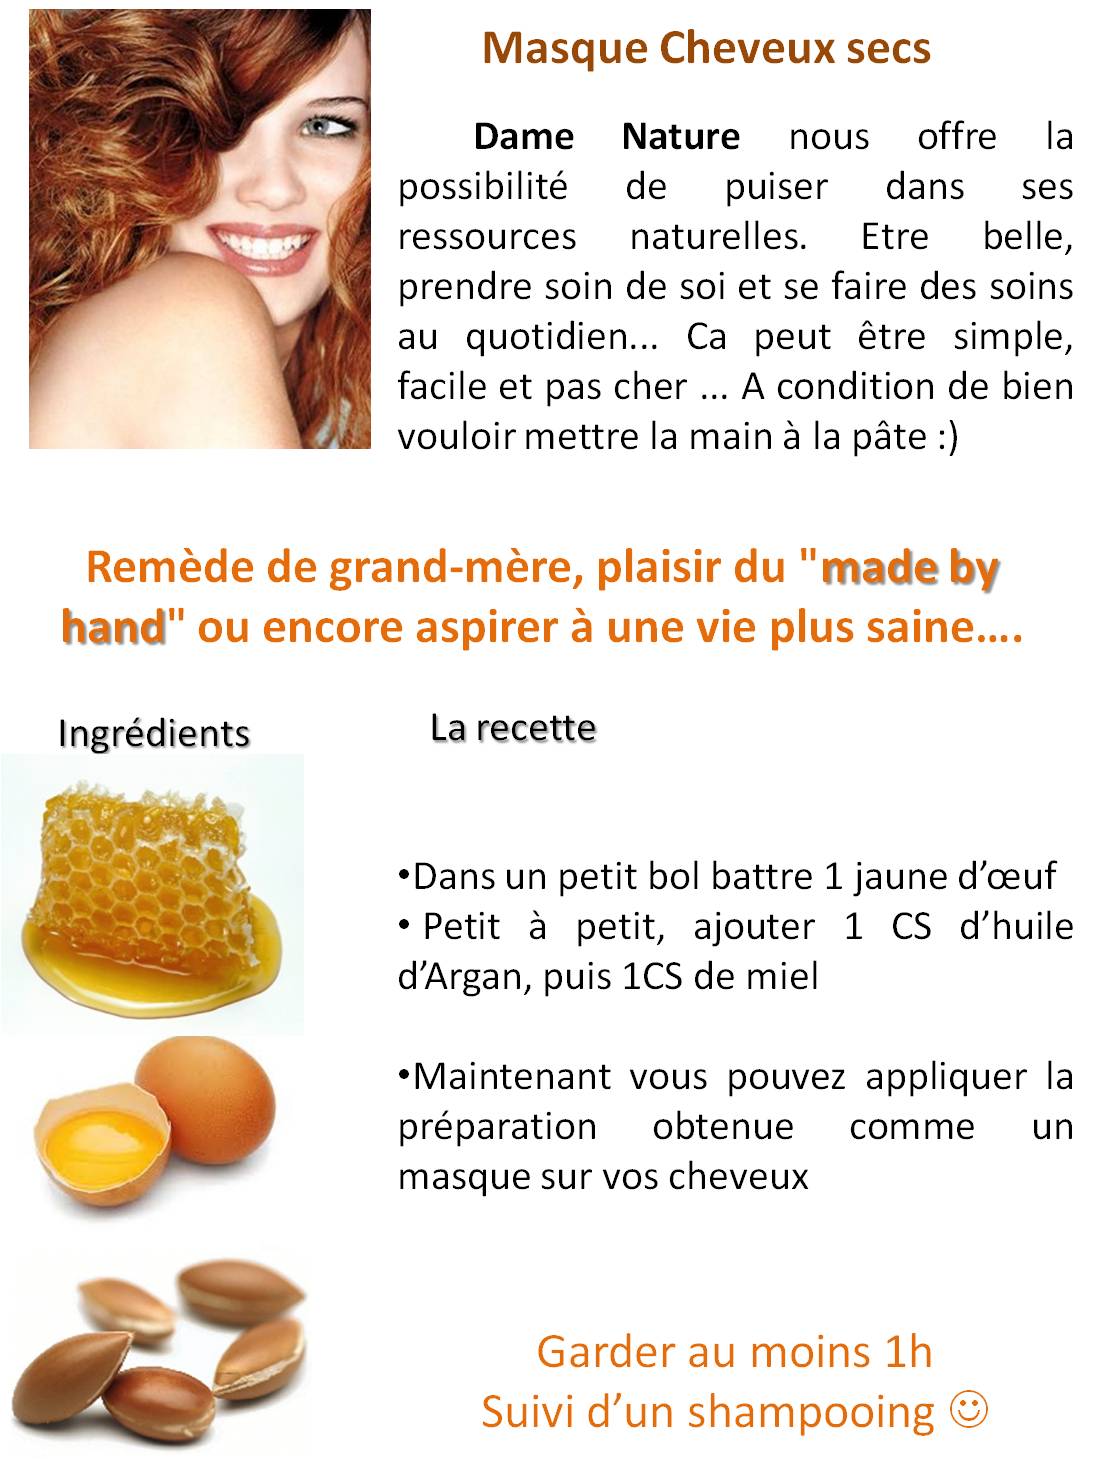 Masque Cheveux secs
Dame Nature nous offre la
possibilité de puiser dans ses
ressources naturelles. Etre belle,
prendre soin de soi et se faire des soins
au quotidien... Ca peut être simple,
facile et pas cher ... A condition de bien
vouloir mettre la main à la pâte :)
Remède de grand-mère, plaisir du "made by
hand" ou encore aspirer à une vie plus saine....
Ingrédients
La recette
•Dans un petit bol battre 1 jaune d’œuf
• Petit à petit, ajouter 1 CS d’huile
d’Argan, puis 1CS de miel
•Maintenant vous pouvez appliquer la
préparation obtenue comme un
masque sur vos cheveux
Garder au moins 1h
Suivi d’un shampooing ☺